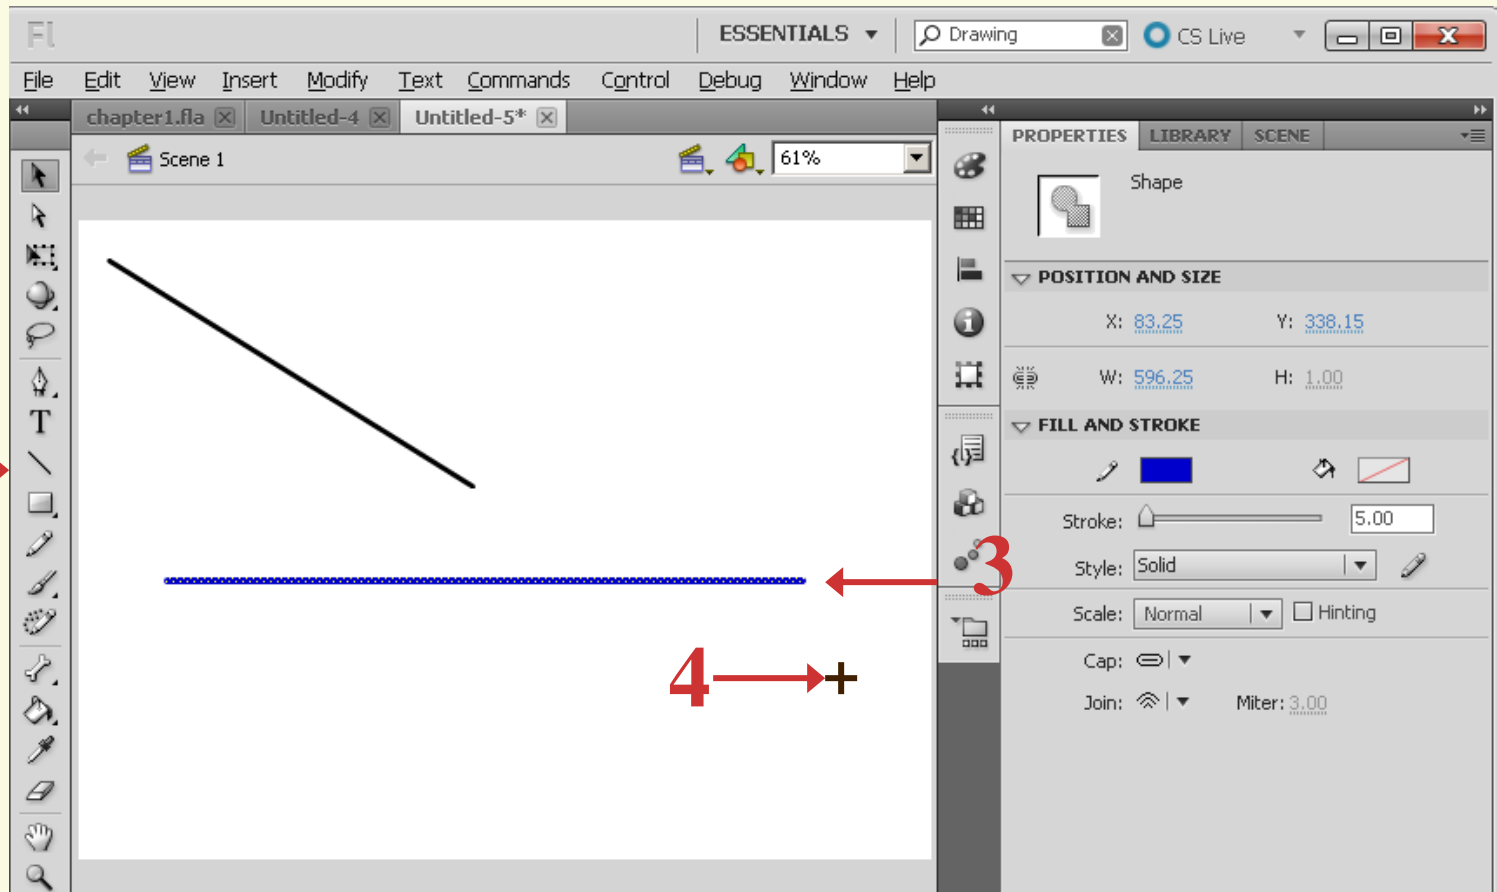 Fl ESSENTIALS Drawing CS Live
File Edit View Insert Modify Text Commands Control Debug Window Help
chapter1.fla Untitled-4 Untitled-5*
Scene 1 61%
T
3
4
PROPERTIES LIBRARY SCENE
Shape
POSITION AND SIZE
X: 83.25 Y: 338.15
W: 596.25 H: 1.00
FILL AND STROKE
Stroke: 5.00
Style: Solid
Scale: Normal Hinting
Cap:
Join: Miter: 3.00